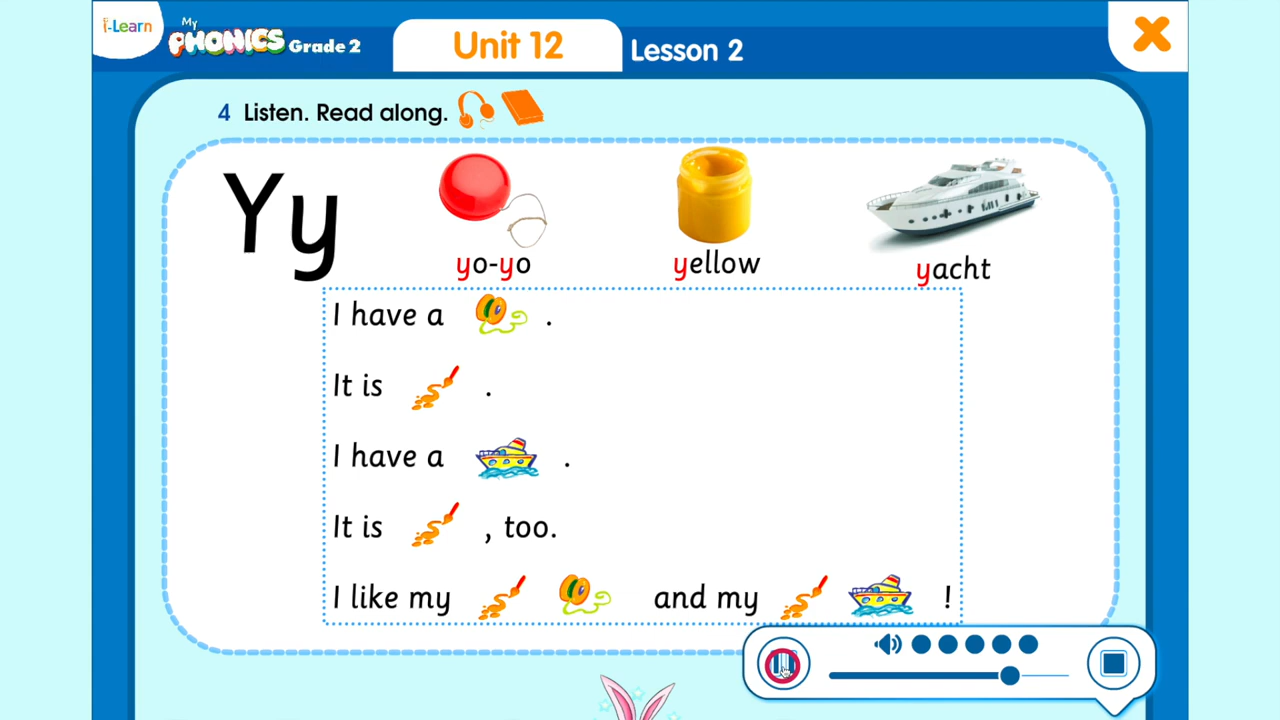 i-Learn
My
PHONICS Grade 2
Unit 12
Lesson 2
4 Listen. Read along.
Yy
yo-yo
yellow
yacht
I have a .
It is .
I have a .
It is , too.
I like my and my !